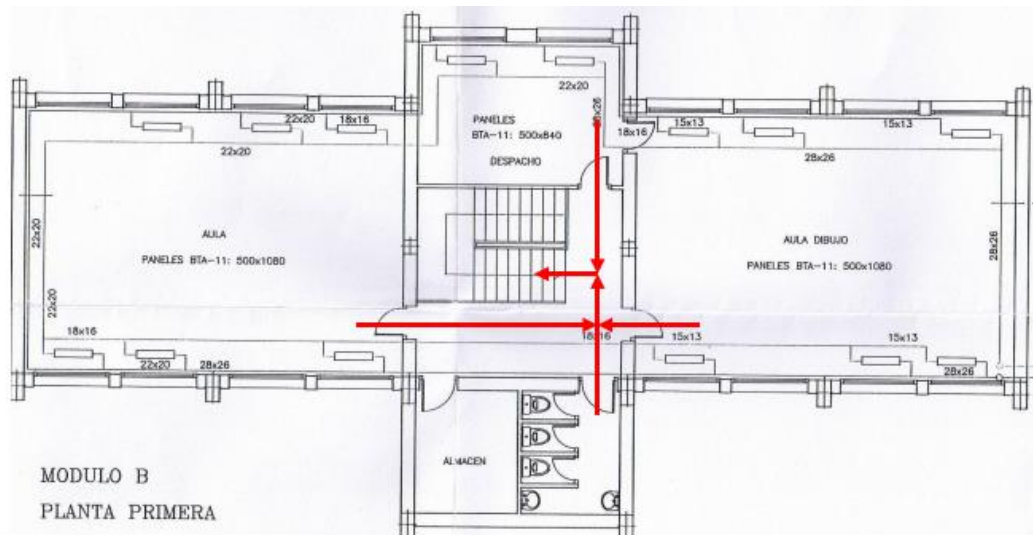 22x20
22x20
18x16
PANELES
BTA-11: 500x840
DESPACHO
18x16
15x13
15x13
22x20
28x26
22x20
AULA
PANELES BTA-11: 500x1080
AULA DIBUJO
PANELES BTA-11: 500x1080
28x26
22x20
18x16
22x20
28x26
15x13
15x13
28x26
ALMACEN
MODULO B
PLANTA PRIMERA